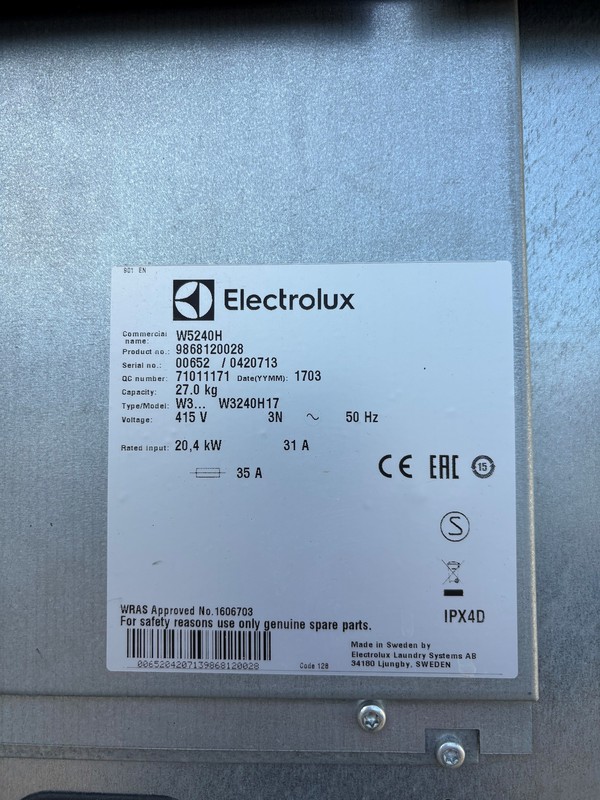 901 EN
Electrolux
Commercial name: W5240H
Product no.: 9868120028
Serial no.: 00652 / 0420713
QC number: 71011171 Date(YYMM): 1703
Capacity: 27.0 kg
Type/Model: W3... W3240H17
Voltage: 415 V 3N ~ 50 Hz
Rated input: 20,4 kW 31 A
35 A
CE EAC 15
S
IPX4D
WRAS Approved No.1606703
For safety reasons use only genuine spare parts.
0065204207139868120028 Code 128
Made in Sweden by
Electrolux Laundry Systems AB
34180 Ljungby, SWEDEN